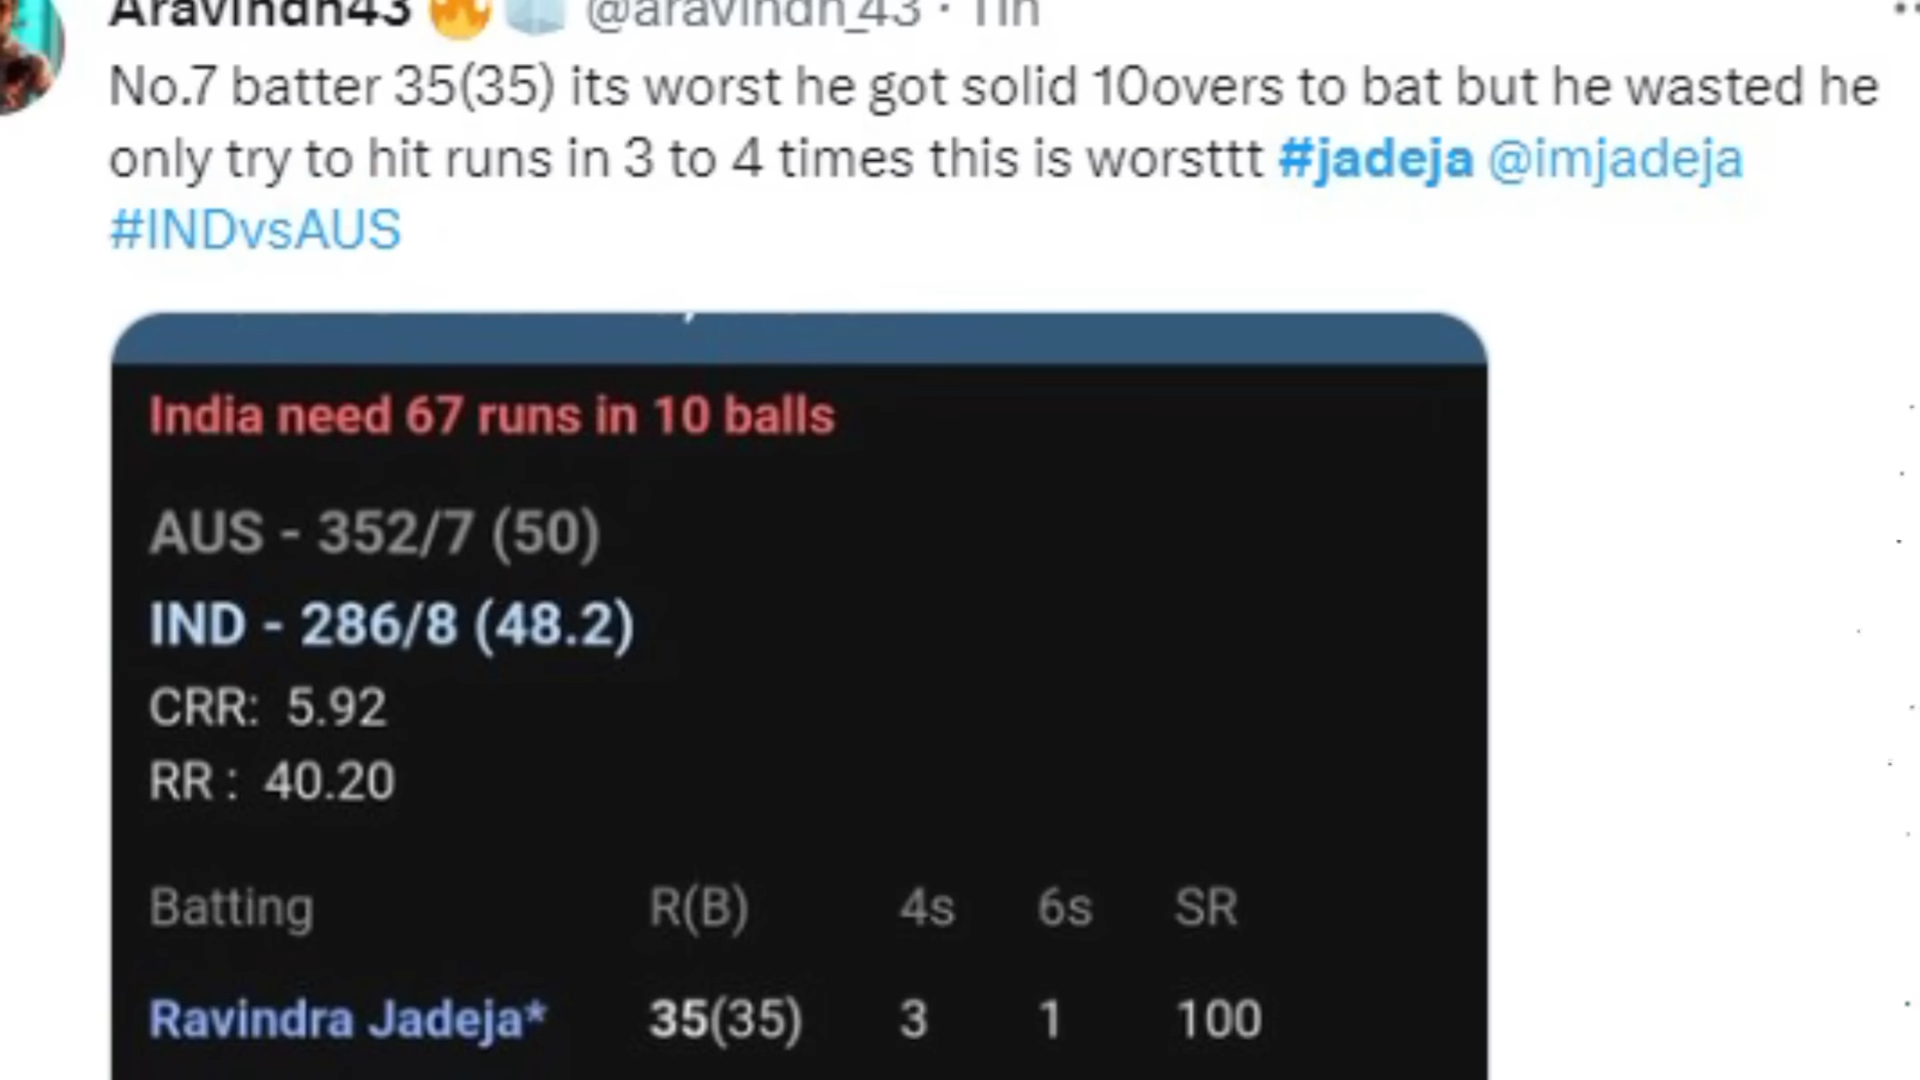 Aravindh43 🔥🧊 @aravindh_43 · 11h
No.7 batter 35(35) its worst he got solid 10overs to bat but he wasted he
only try to hit runs in 3 to 4 times this is worsttt #jadeja @imjadeja
#INDvsAUS
India need 67 runs in 10 balls
AUS - 352/7 (50)
IND - 286/8 (48.2)
CRR: 5.92
RR : 40.20
Batting R(B) 4s 6s SR
Ravindra Jadeja* 35(35) 3 1 100